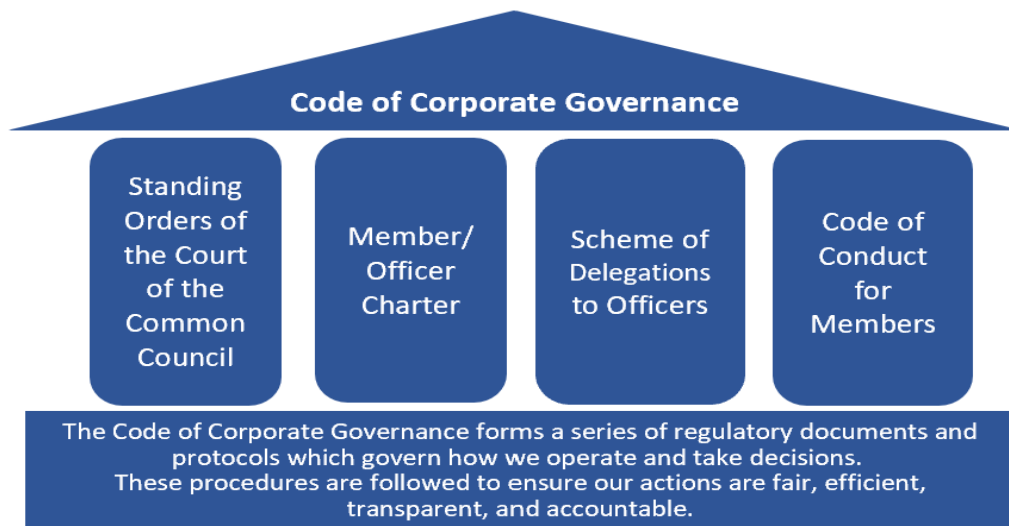 Code of Corporate Governance
Standing
Orders of
the Court
of the
Common
Council
Member/
Officer
Charter
Scheme of
Delegations
to Officers
Code of
Conduct
for
Members
The Code of Corporate Governance forms a series of regulatory documents and
protocols which govern how we operate and take decisions.
These procedures are followed to ensure our actions are fair, efficient,
transparent, and accountable.